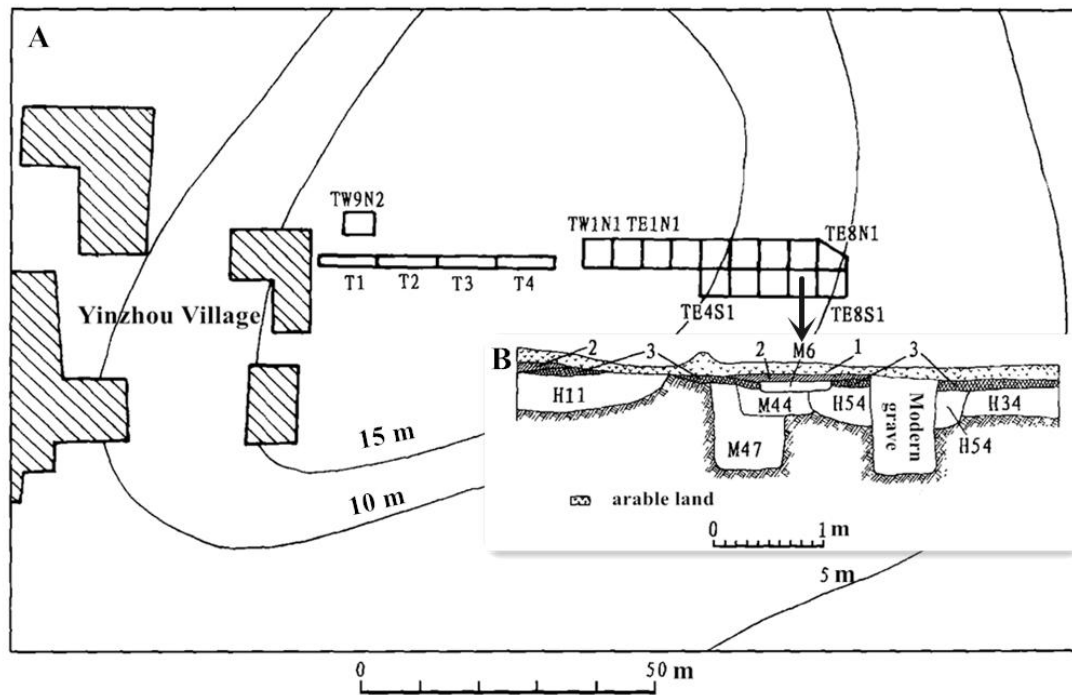 A
TW9N2
TW1N1 TE1N1
TE8N1
T1 T2 T3 T4
TE4S1
TE8S1
Yinzhou Village
B
2 3 2 M6 1 3
H11
M44
H54
H34
Modern grave
H54
M47
arable land
0 1 m
15 m
10 m
5 m
0 50 m